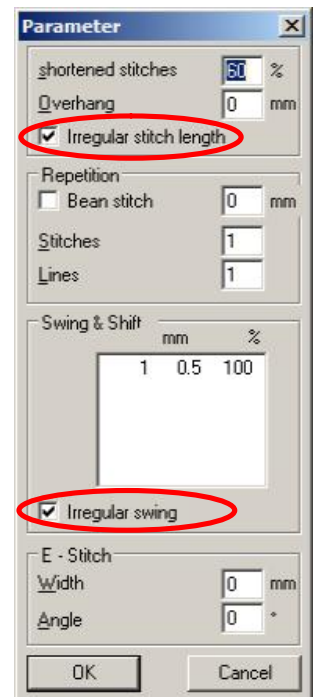 Parameter
shortened stitches 60 %
Overhang 0 mm
Irregular stitch length
Repetition
Bean stitch 0 mm
Stitches 1
Lines 1
Swing & Shift
mm %
1 0.5 100
Irregular swing
E - Stitch
Width 0 mm
Angle 0 °
OK Cancel